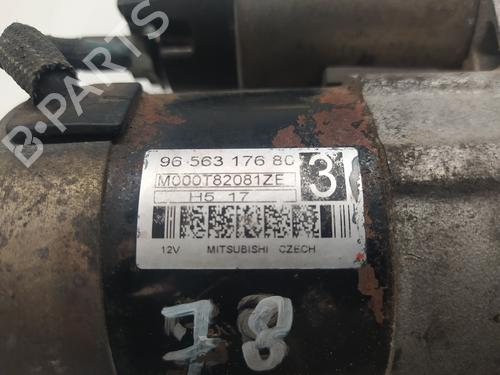 96 563 176 80
3
M000T82081ZE
H5 17
12V MITSUBISHI CZECH
78
B-PARTS